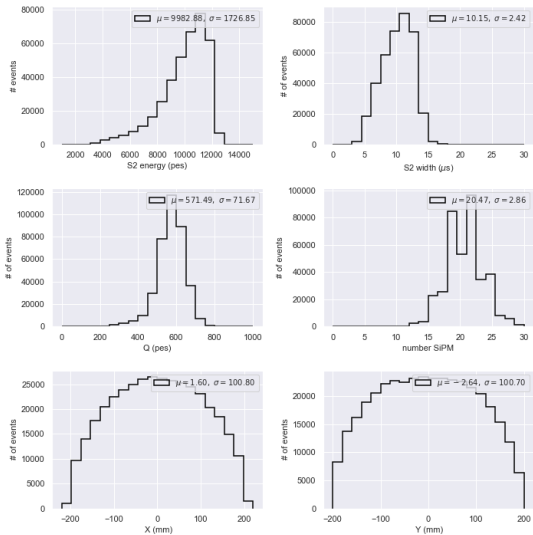 μ = 9982.88, σ = 1726.85
80000
60000
40000
20000
0
# events
2000 4000 6000 8000 10000 12000 14000
S2 energy (pes)
μ = 10.15, σ = 2.42
80000
60000
40000
20000
0
# of events
0 5 10 15 20 25 30
S2 width (μs)
μ = 571.49, σ = 71.67
120000
100000
80000
60000
40000
20000
0
# of events
0 200 400 600 800 1000
Q (pes)
μ = 20.47, σ = 2.86
100000
80000
60000
40000
20000
0
# of events
0 5 10 15 20 25 30
number SiPM
μ = 1.60, σ = 100.80
25000
20000
15000
10000
5000
0
# of events
−200 −100 0 100 200
X (mm)
μ = −2.64, σ = 100.70
20000
15000
10000
5000
0
# of events
−200 −100 0 100 200
Y (mm)